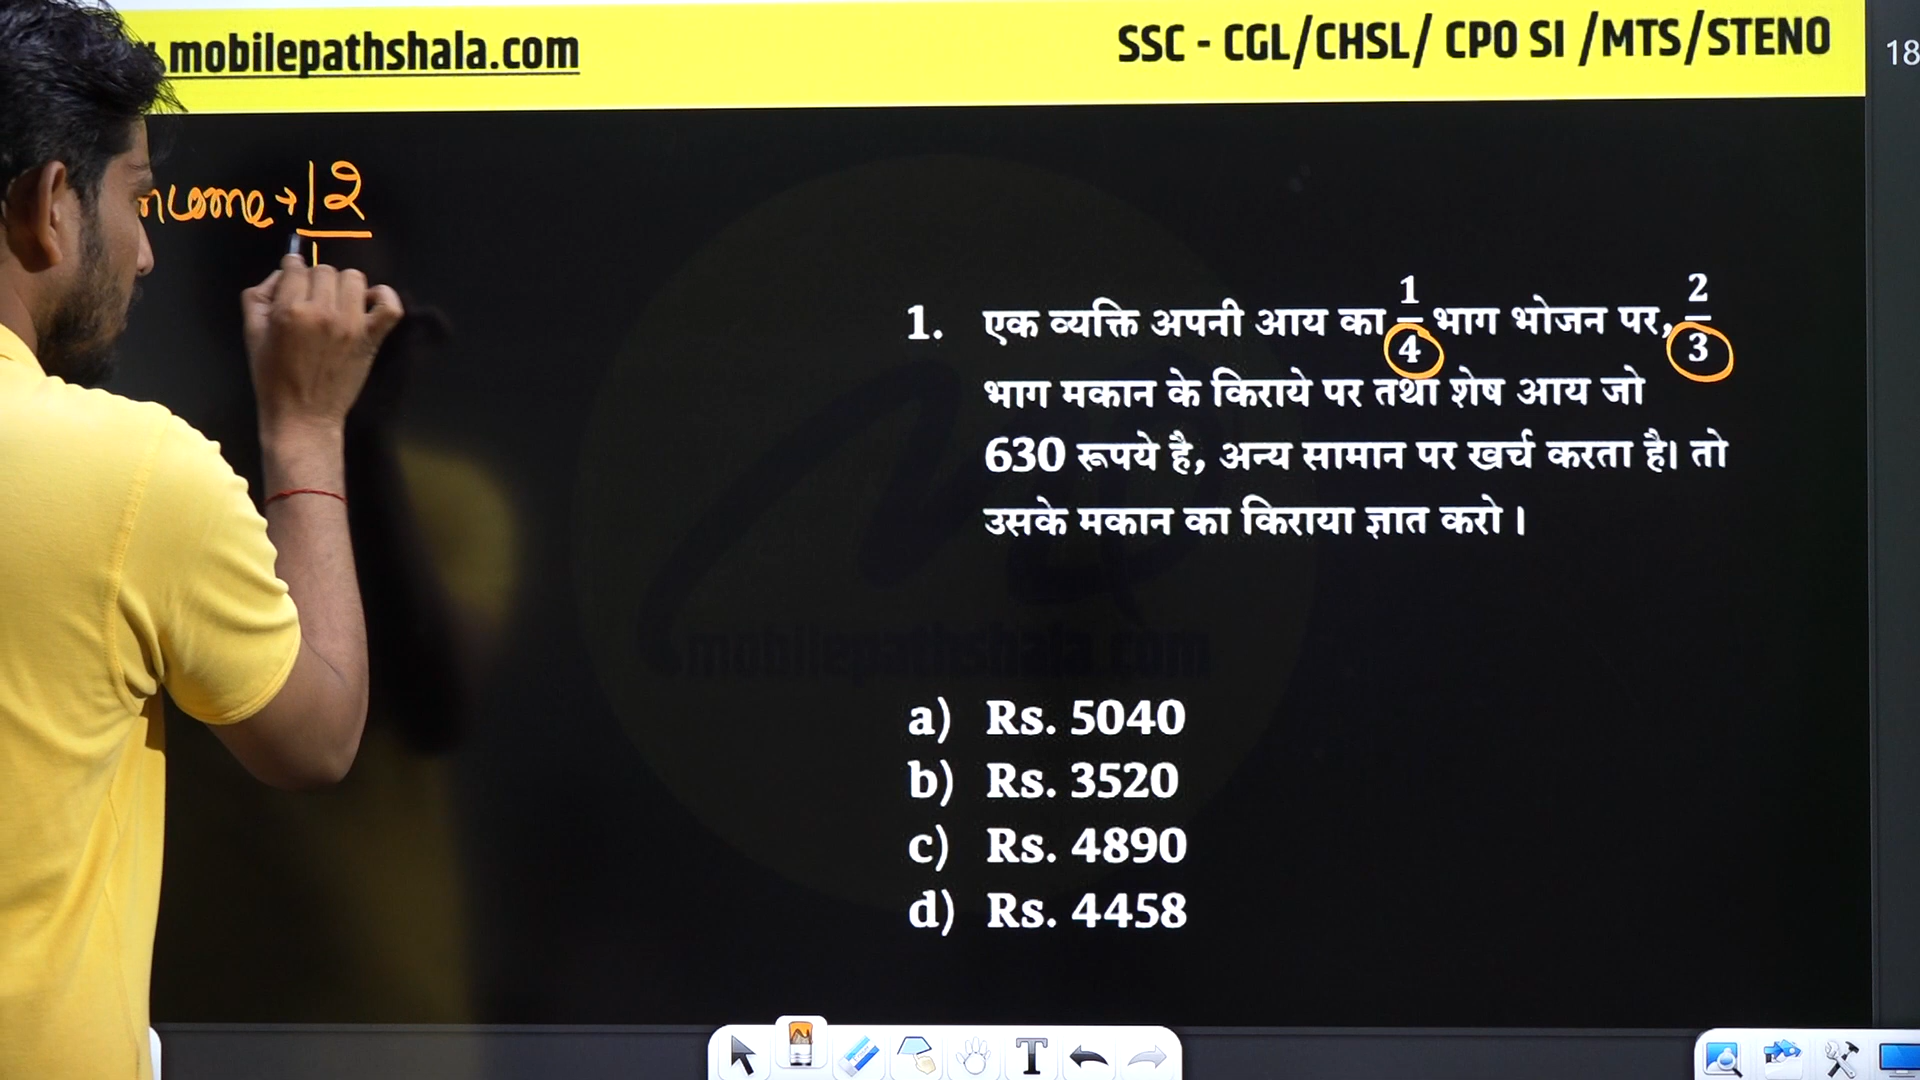 mobilepathshala.com
SSC - CGL/CHSL/ CPO SI /MTS/STENO
18
ncome → 12
1. एक व्यक्ति अपनी आय का 1/4 भाग भोजन पर, 2/3
भाग मकान के किराये पर तथा शेष आय जो
630 रूपये है, अन्य सामान पर खर्च करता है। तो
उसके मकान का किराया ज्ञात करो।
mobilepathshala.com
a) Rs. 5040
b) Rs. 3520
c) Rs. 4890
d) Rs. 4458
T